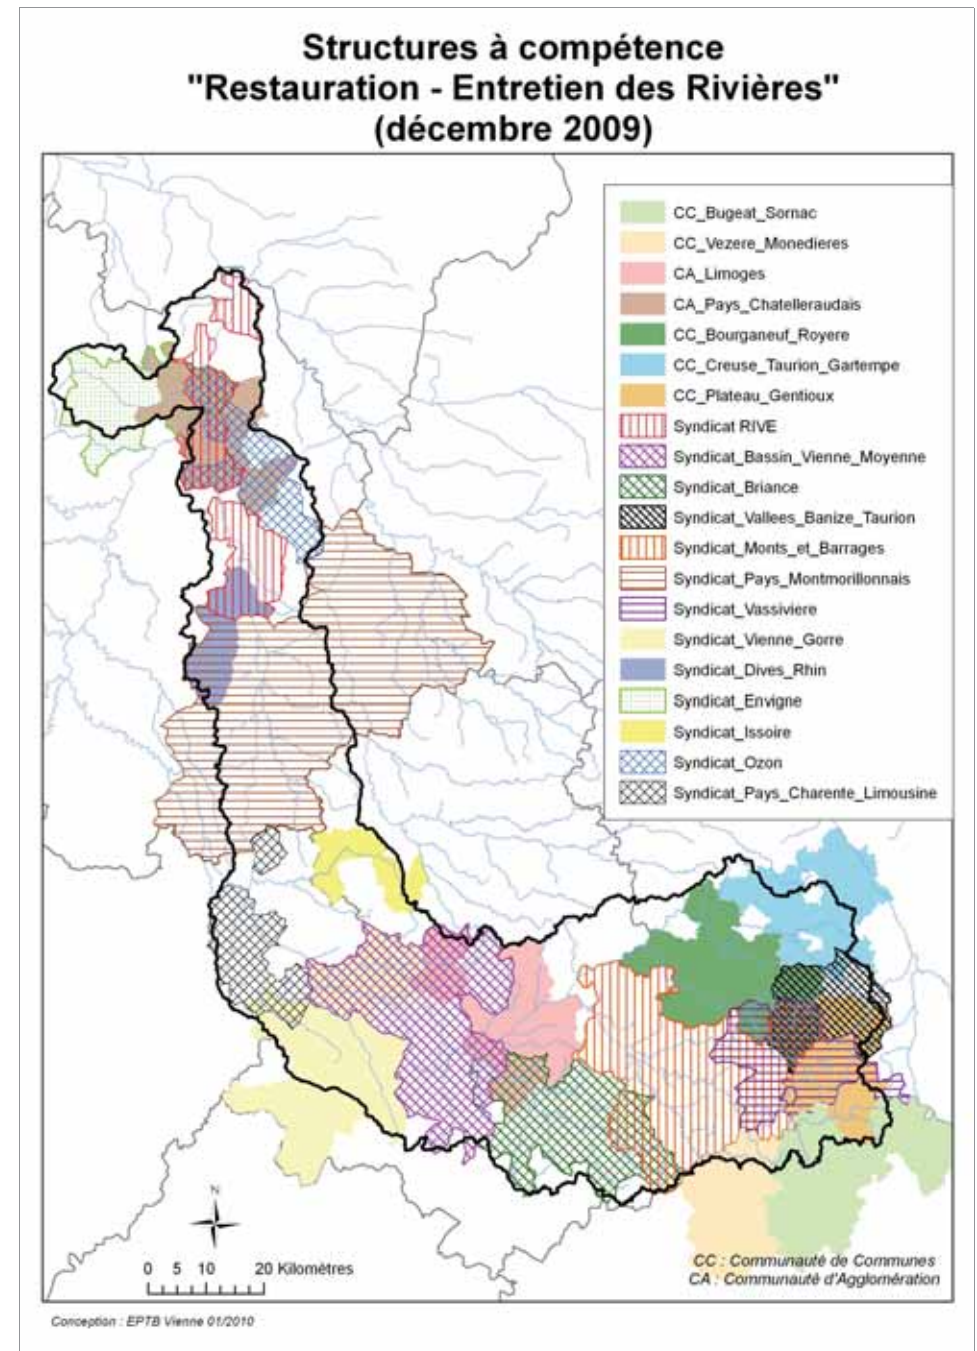 Structures à compétence
"Restauration - Entretien des Rivières"
(décembre 2009)
CC_Bugeat_Sornac
CC_Vezere_Monedieres
CA_Limoges
CA_Pays_Chatelleraudais
CC_Bourganeuf_Royere
CC_Creuse_Taurion_Gartempe
CC_Plateau_Gentioux
Syndicat RIVE
Syndicat_Bassin_Vienne_Moyenne
Syndicat_Briance
Syndicat_Vallees_Banize_Taurion
Syndicat_Monts_et_Barrages
Syndicat_Pays_Montmorillonnais
Syndicat_Vassiviere
Syndicat_Vienne_Gorre
Syndicat_Dives_Rhin
Syndicat_Envigne
Syndicat_Issoire
Syndicat_Ozon
Syndicat_Pays_Charente_Limousine
N
0 5 10 20 Kilomètres
CC : Communauté de Communes
CA : Communauté d'Agglomération
Conception : EPTB Vienne 01/2010